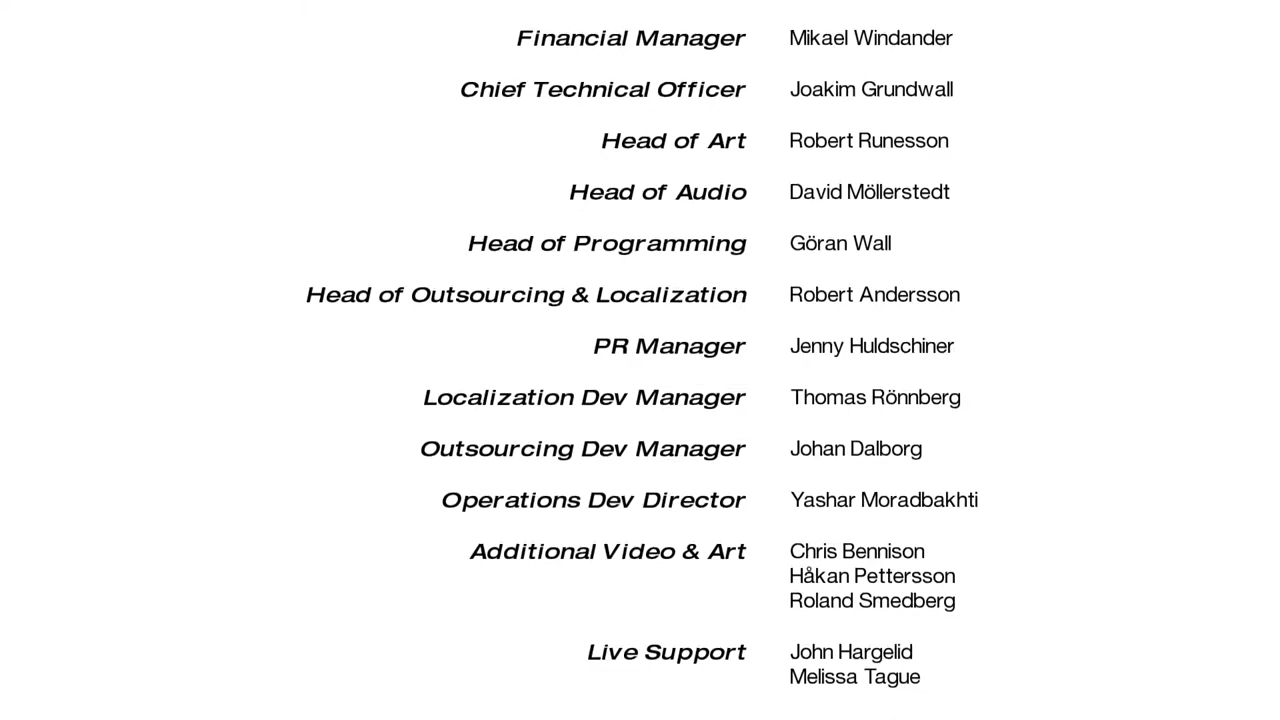 Financial Manager Mikael Windander
Chief Technical Officer Joakim Grundwall
Head of Art Robert Runesson
Head of Audio David Möllerstedt
Head of Programming Göran Wall
Head of Outsourcing & Localization Robert Andersson
PR Manager Jenny Huldschiner
Localization Dev Manager Thomas Rönnberg
Outsourcing Dev Manager Johan Dalborg
Operations Dev Director Yashar Moradbakhti
Additional Video & Art Chris Bennison
Håkan Pettersson
Roland Smedberg
Live Support John Hargelid
Melissa Tague